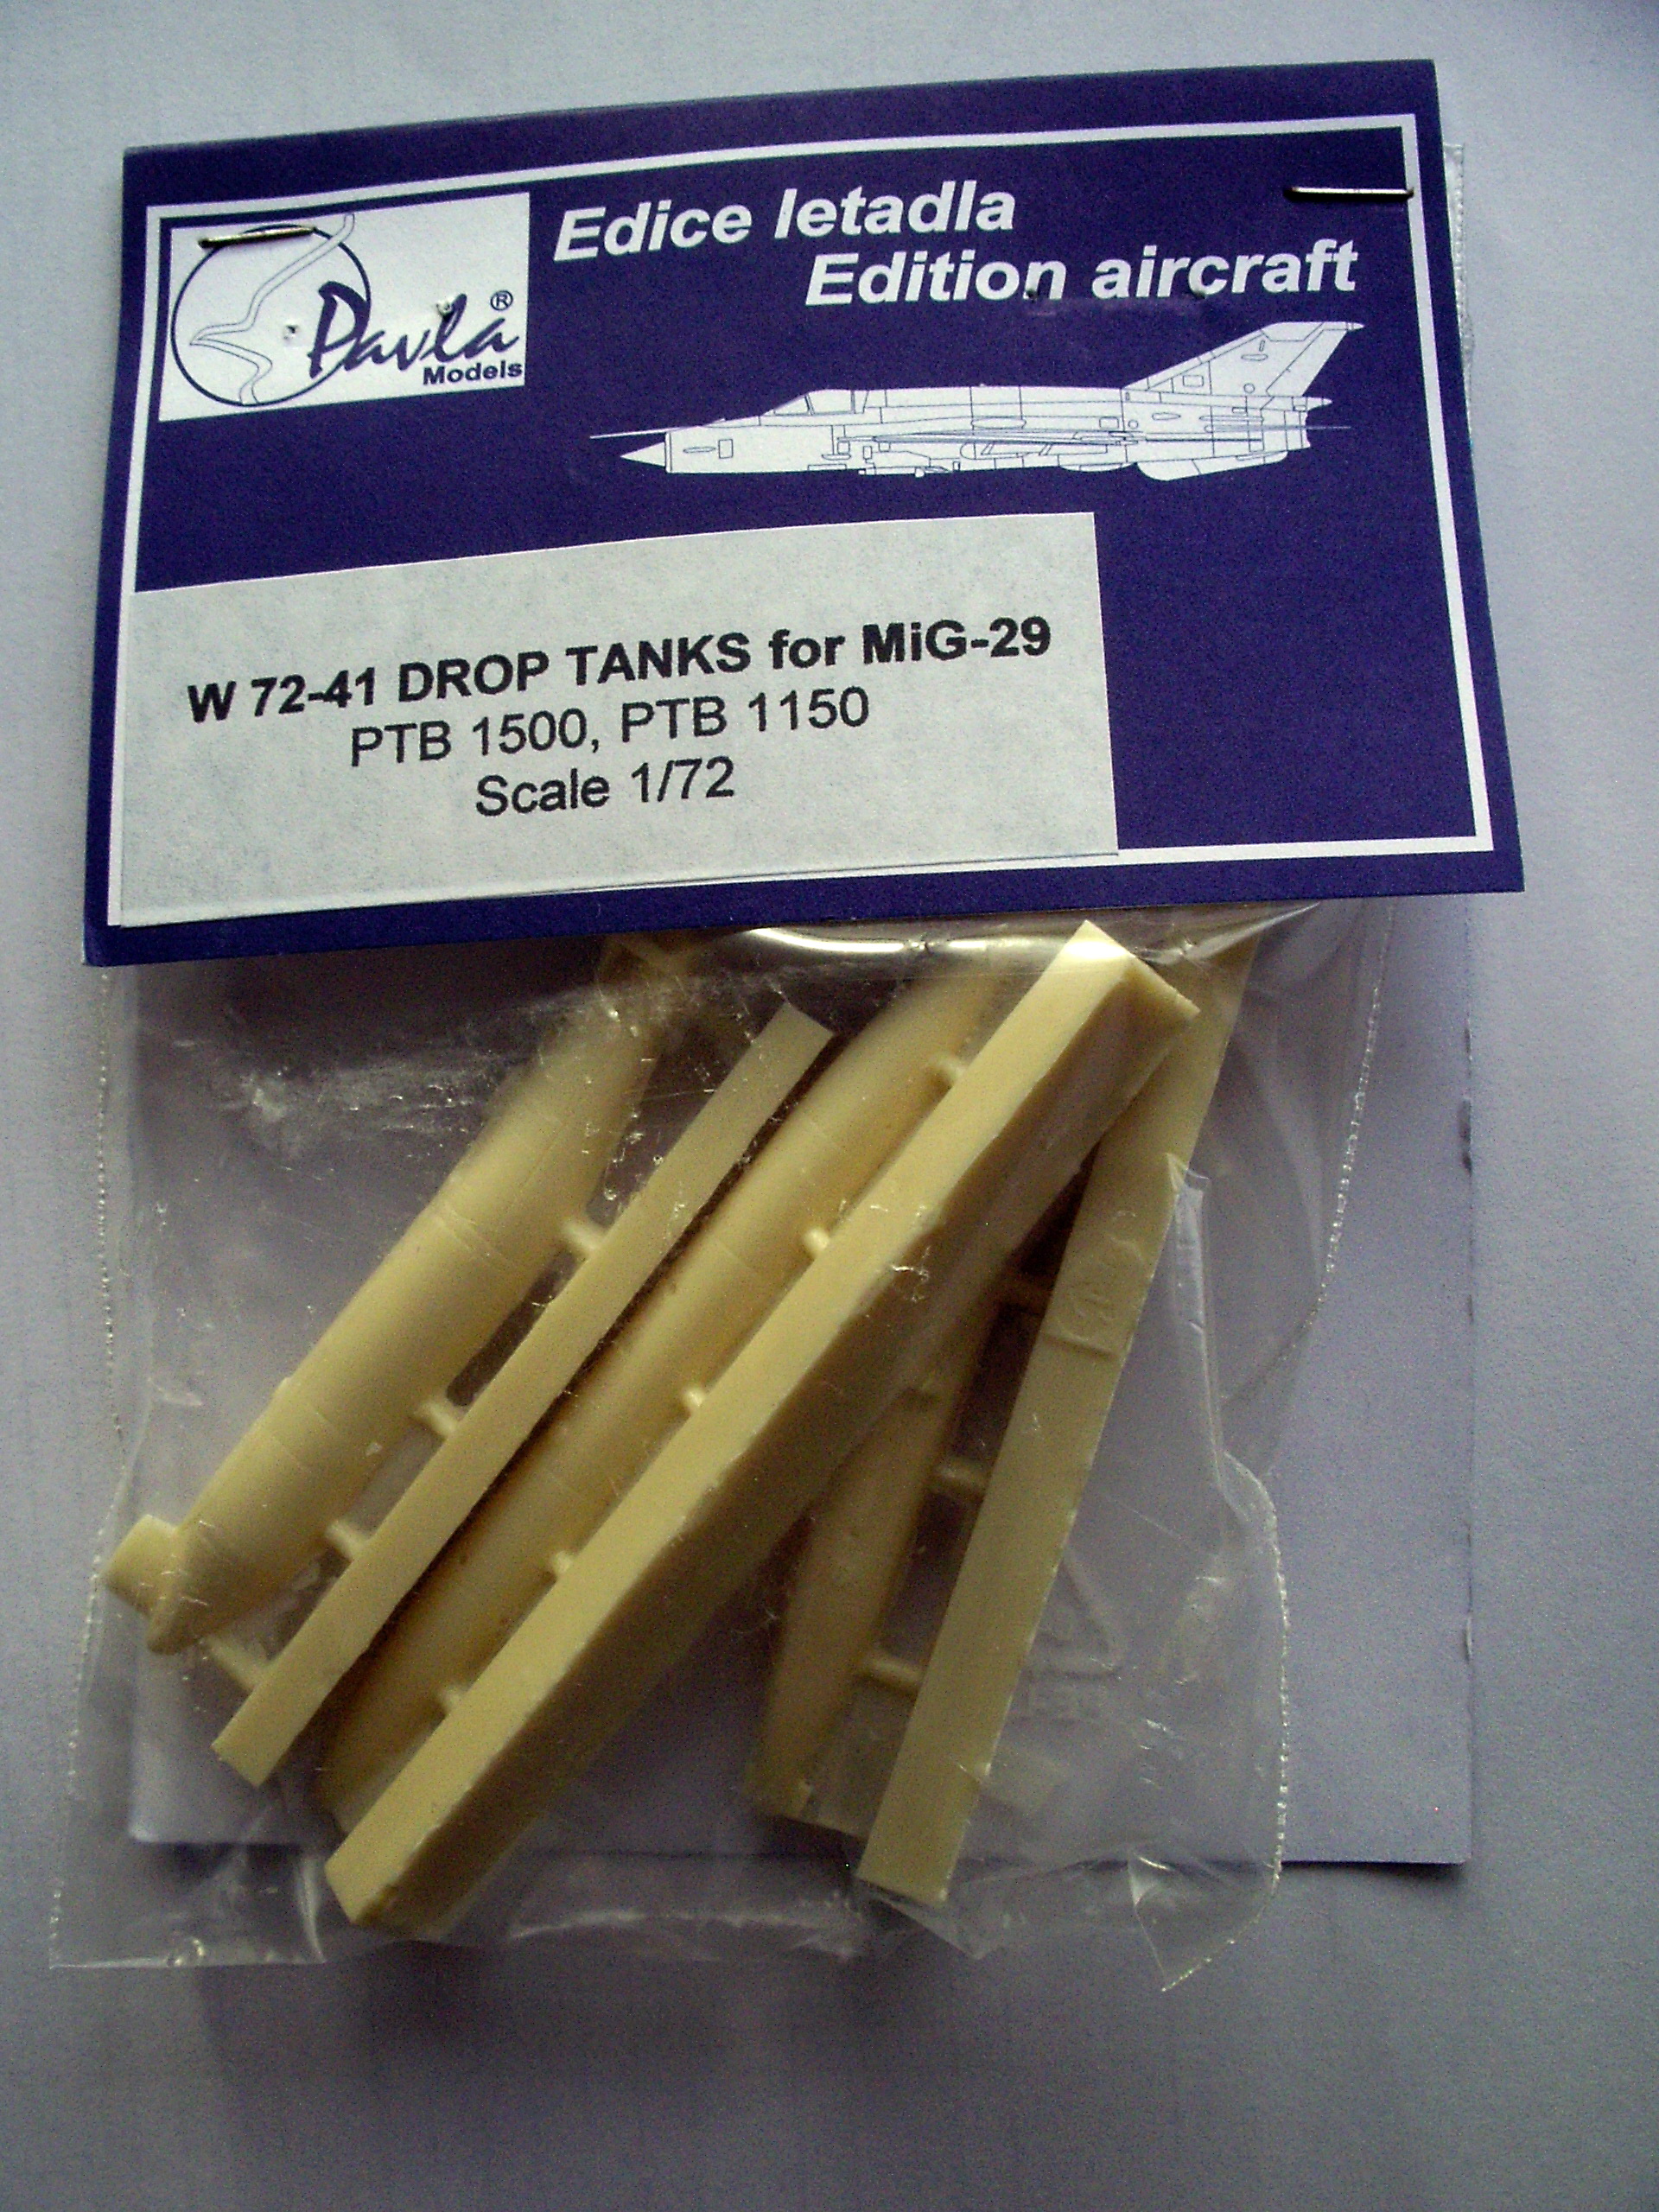 Edice letadla
Edition aircraft
Pavla®
Models
W 72-41 DROP TANKS for MiG-29
PTB 1500, PTB 1150
Scale 1/72